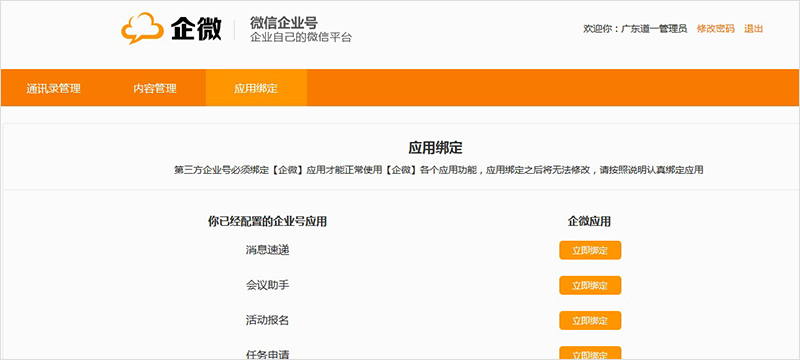 企微
微信企业号
企业自己的微信平台
欢迎你：广东道一管理员 修改密码 退出
通讯录管理 内容管理 应用绑定
应用绑定
第三方企业号必须绑定【企微】应用才能正常使用【企微】各个应用功能，应用绑定之后将无法修改，请按照说明认真绑定应用
你已经配置的企业号应用 企微应用
消息速递 立即绑定
会议助手 立即绑定
活动报名 立即绑定
任务申请 立即绑定